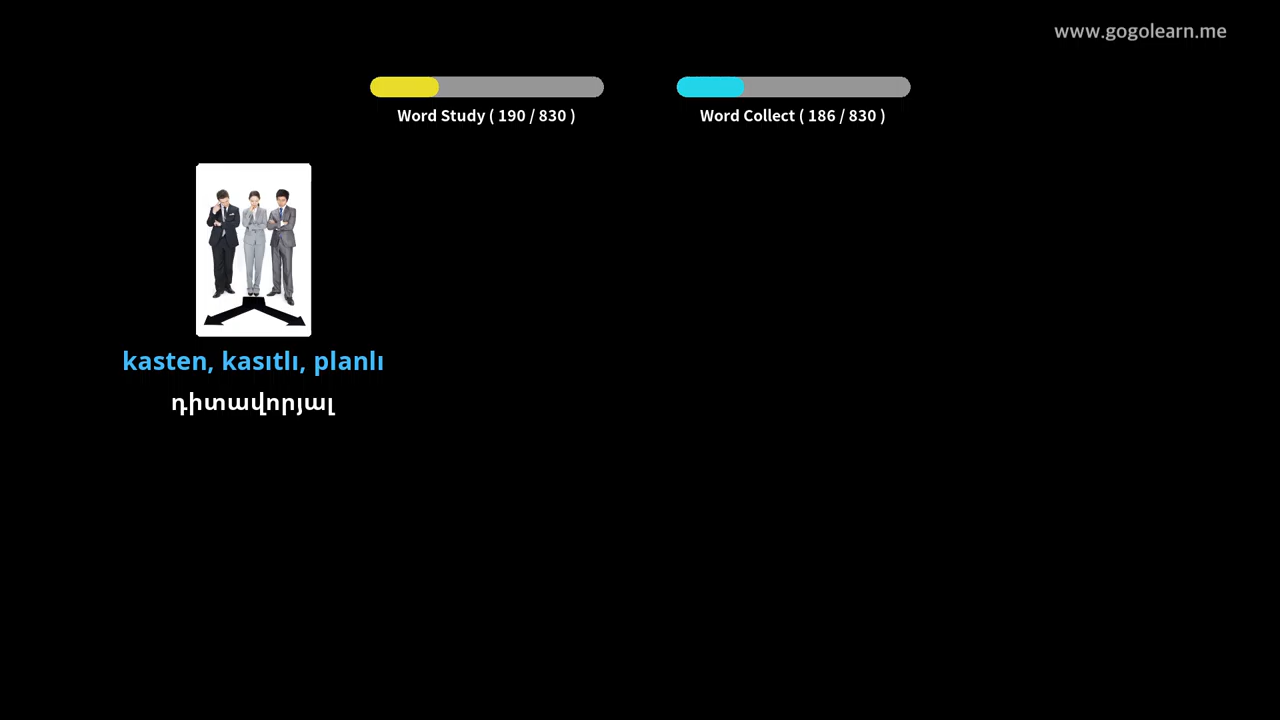 www.gogolearn.me
Word Study ( 190 / 830 )
Word Collect ( 186 / 830 )
kasten, kasıtlı, planlı
դիտավորյալ